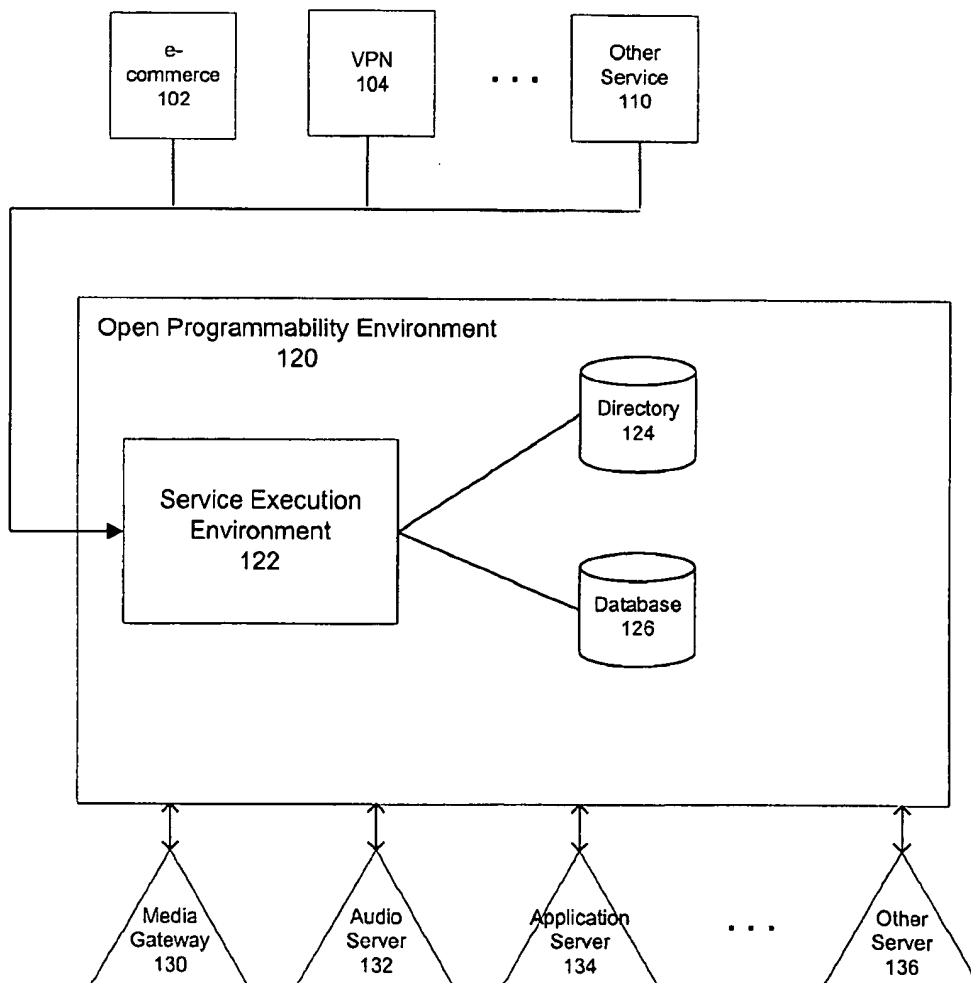 e-
commerce
102
VPN
104
. . .
Other
Service
110
Open Programmability Environment
120
Directory
124
Service Execution
Environment
122
Database
126
Media
Gateway
130
Audio
Server
132
Application
Server
134
. . .
Other
Server
136